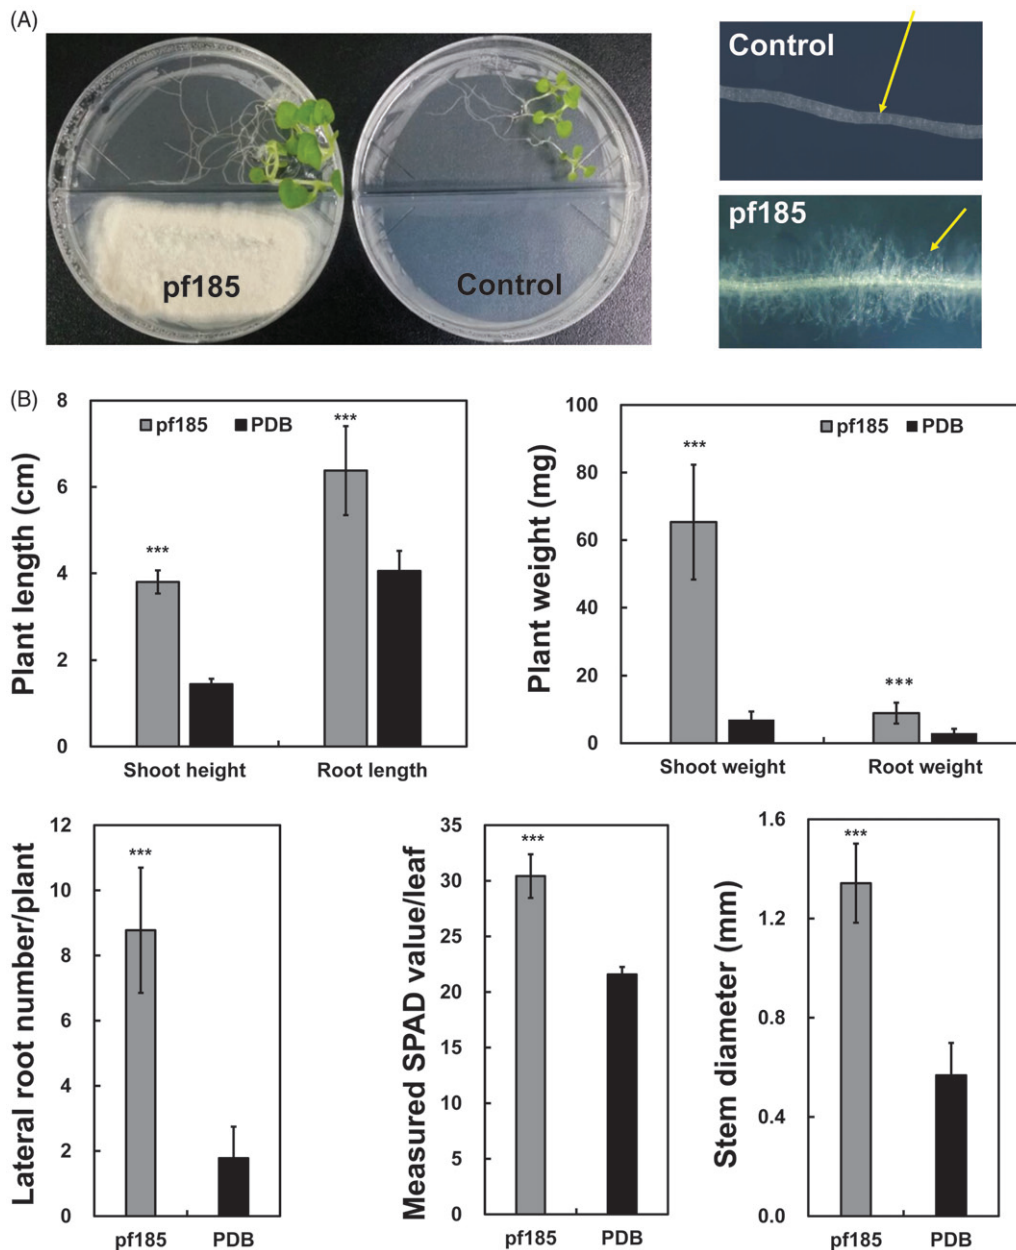 (A)
pf185
Control
Control
pf185
(B)
Plant length (cm)
8
6
4
2
0
pf185 PDB
***
***
Shoot height Root length
Plant weight (mg)
100
80
60
40
20
0
pf185 PDB
***
***
Shoot weight Root weight
Lateral root number/plant
12
10
8
6
4
2
0
***
pf185 PDB
Measured SPAD value/leaf
35
30
25
20
15
10
5
0
***
pf185 PDB
Stem diameter (mm)
1.6
1.2
0.8
0.4
0.0
***
pf185 PDB